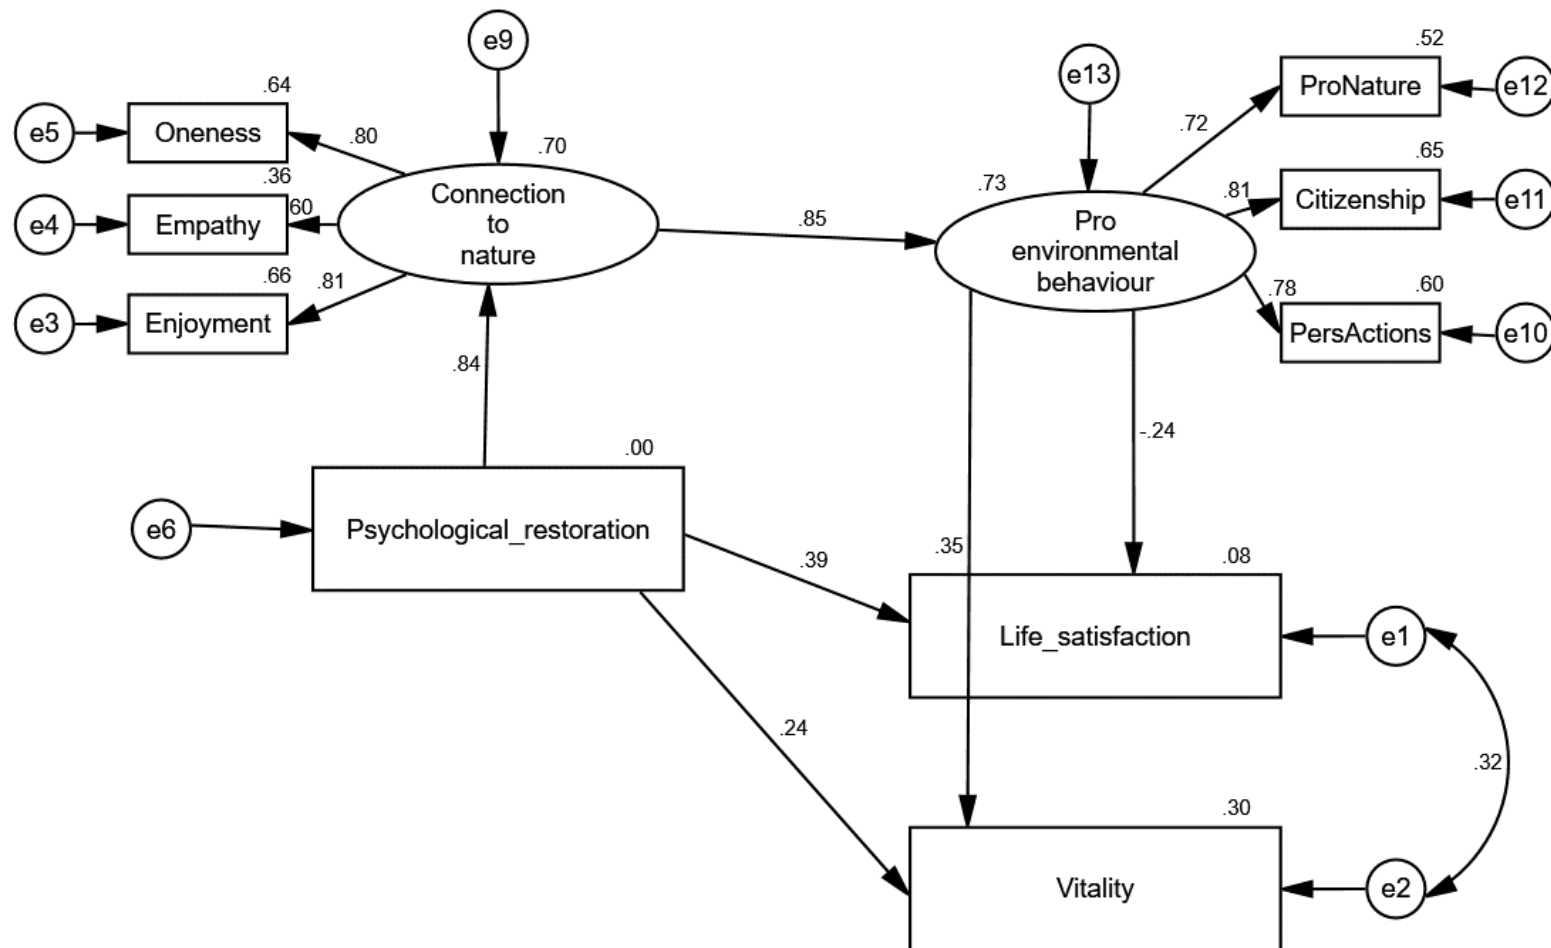 e9
.52
e13
ProNature
e12
.64
e5
Oneness
.80
.70
.72
.65
.36
Connection
to
nature
.73
.81
Citizenship
e11
e4
Empathy
60
.85
Pro
environmental
behaviour
.66
.81
.78
.60
e3
Enjoyment
PersActions
e10
.84
-.24
.00
e6
Psychological_restoration
.39
.35
.08
Life_satisfaction
e1
.24
.32
.30
Vitality
e2